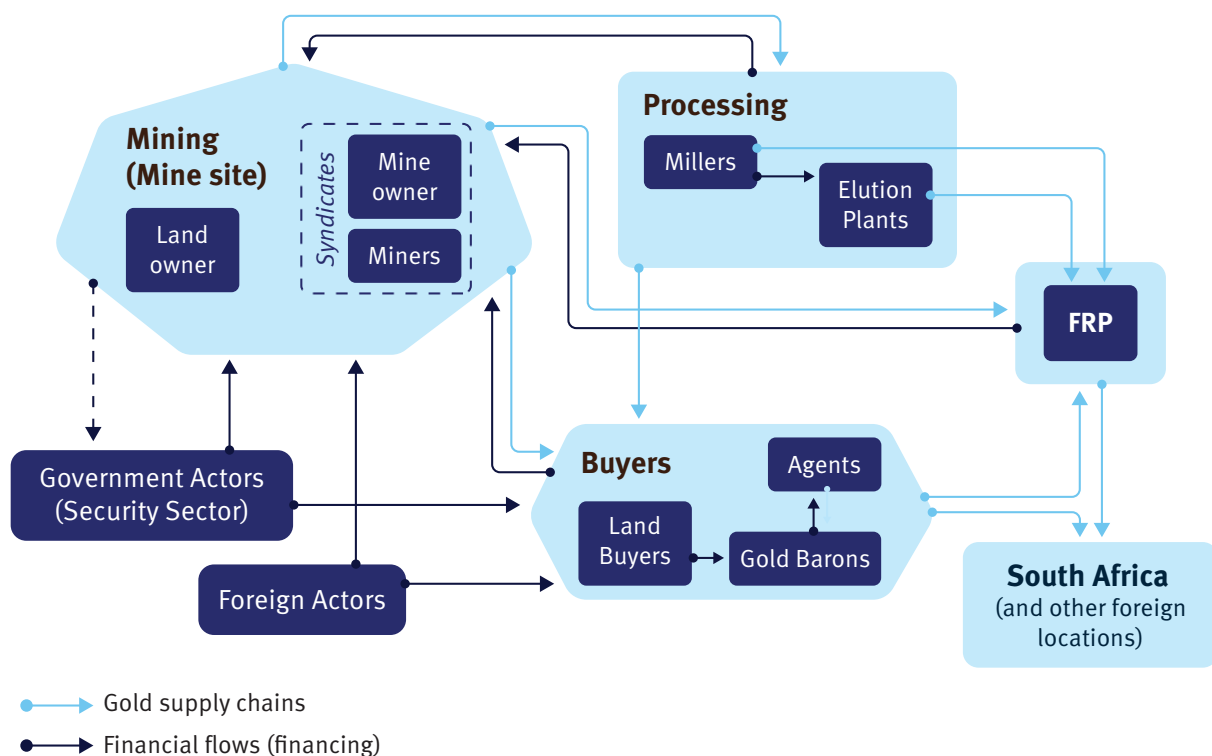 Mining
(Mine site)
Land
owner
Syndicates
Mine
owner
Miners
Processing
Millers
Elution
Plants
FRP
Government Actors
(Security Sector)
Foreign Actors
Buyers
Agents
Land
Buyers
Gold Barons
South Africa
(and other foreign
locations)
Gold supply chains
Financial flows (financing)